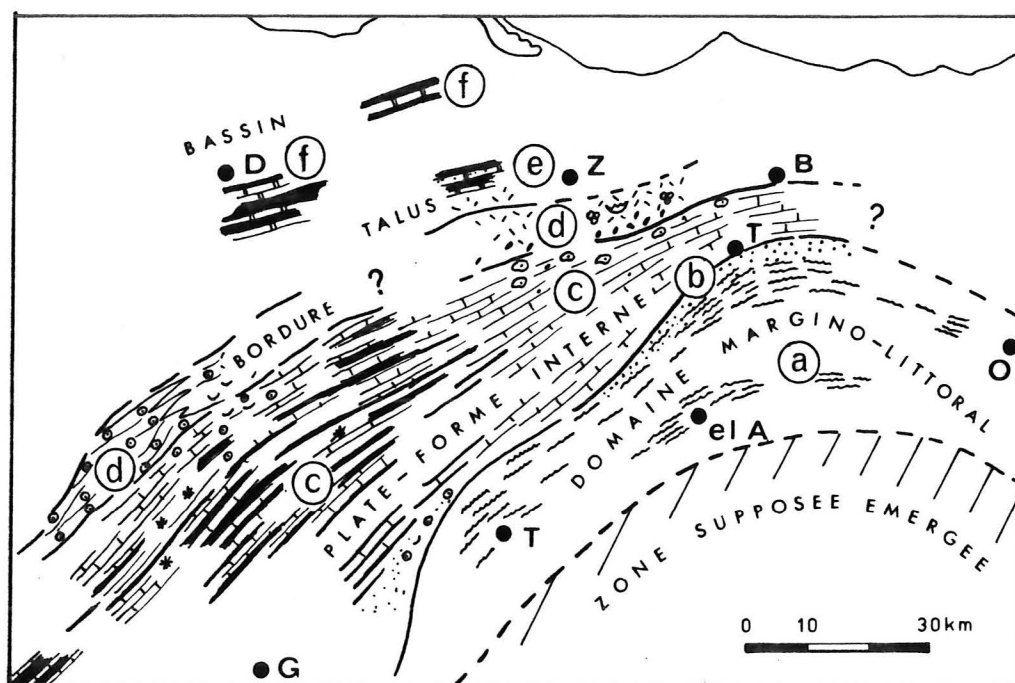 f
BASSIN
D
f
e
Z
B
TALUS
d
T
?
?
b
c
BORDURE
DOMAINE MARGINO-LITTORAL
a
O
PLATE-FORME INTERNE
el A
d
c
T
ZONE SUPPOSEE EMERGEE
0 10 30km
G